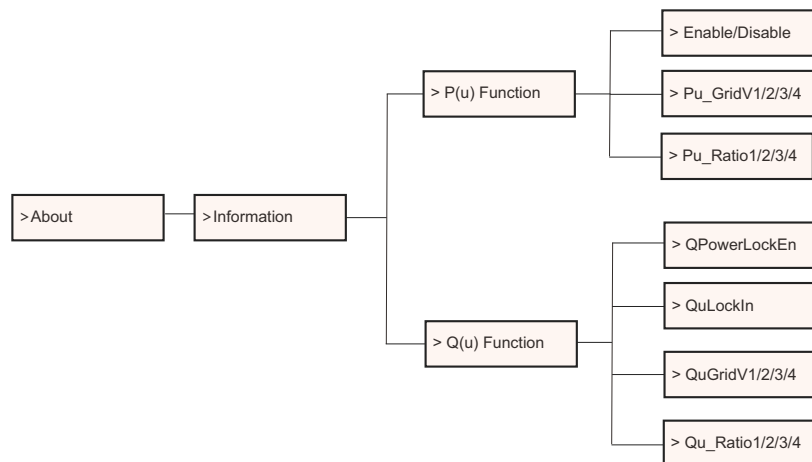 >About
>Information
> P(u) Function
> Enable/Disable
> Pu_GridV1/2/3/4
> Pu_Ratio1/2/3/4
> Q(u) Function
> QPowerLockEn
> QuLockIn
> QuGridV1/2/3/4
> Qu_Ratio1/2/3/4